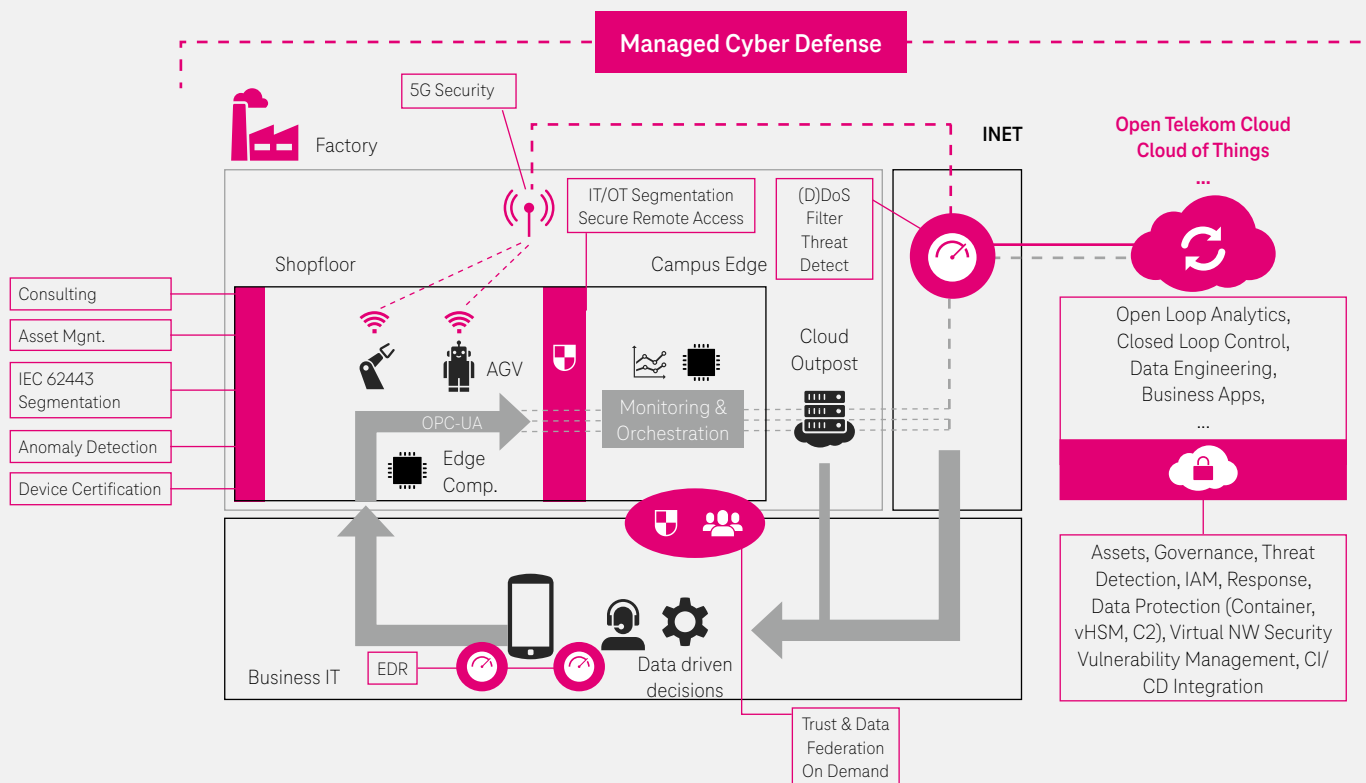 Managed Cyber Defense
5G Security
Factory
INET
Open Telekom Cloud
Cloud of Things
...
IT/OT Segmentation
Secure Remote Access
(D)DoS
Filter
Threat
Detect
Shopfloor
Campus Edge
Consulting
Asset Mgnt.
IEC 62443
Segmentation
Anomaly Detection
Device Certification
AGV
Cloud
Outpost
OPC-UA
Monitoring &
Orchestration
Edge
Comp.
Open Loop Analytics,
Closed Loop Control,
Data Engineering,
Business Apps,
...
Assets, Governance, Threat
Detection, IAM, Response,
Data Protection (Container,
vHSM, C2), Virtual NW Security
Vulnerability Management, CI/
CD Integration
Business IT
EDR
Data driven
decisions
Trust & Data
Federation
On Demand